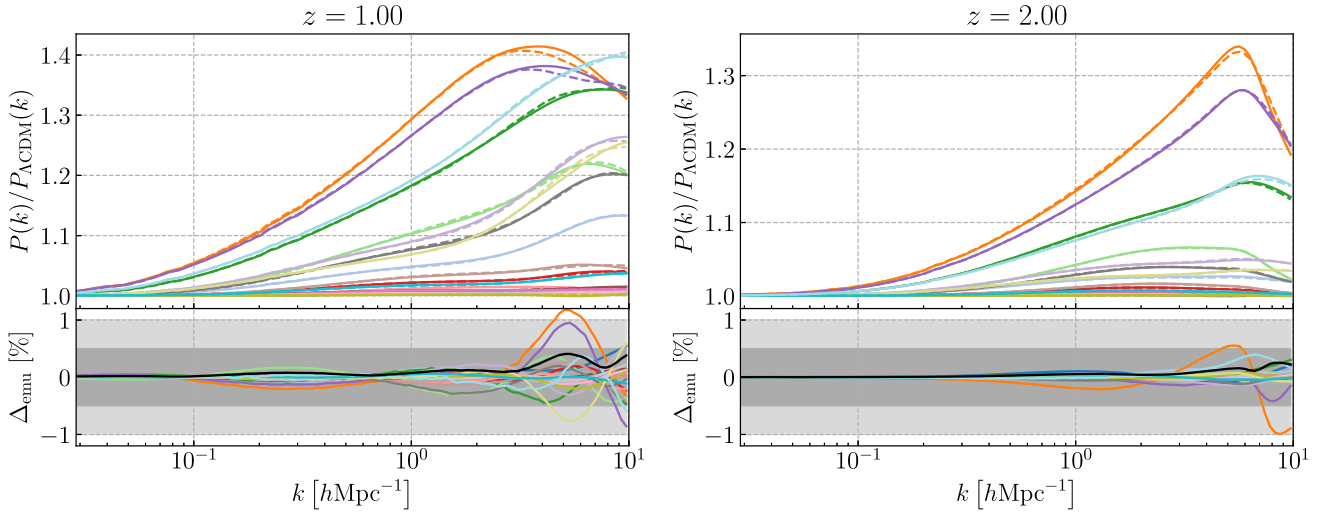 z = 1.00
1.4
1.3
1.2
1.1
1.0
P(k)/P_ΛCDM(k)
1
0
−1
Δ_emu [%]
10^−1
10^0
10^1
k [hMpc^−1]
z = 2.00
1.3
1.2
1.1
1.0
P(k)/P_ΛCDM(k)
1
0
−1
Δ_emu [%]
10^−1
10^0
10^1
k [hMpc^−1]